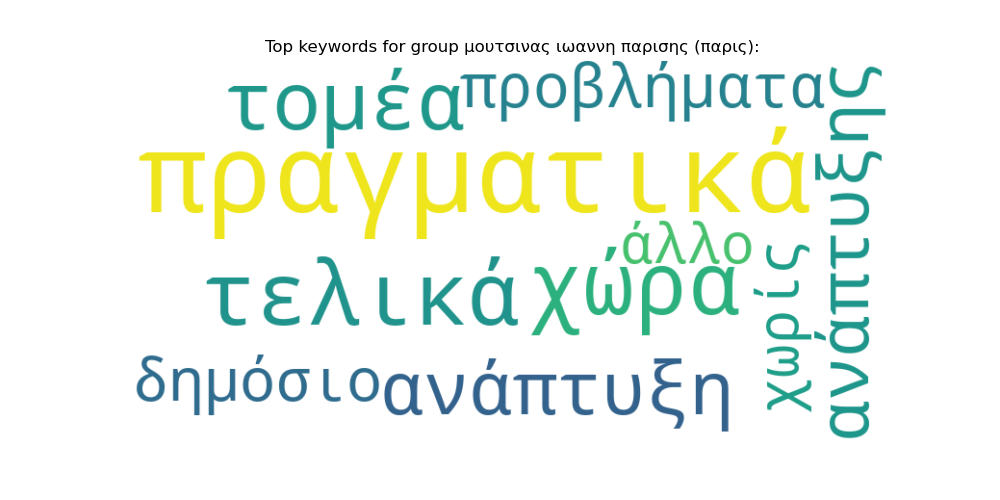 Top keywords for group μουτσινας ιωαννη παρισης (παρις):
τομέα
προβλήματα
πραγματικά
άλλο
τελικά
χώρα
χωρίς
ανάπτυξης
δημόσιο
ανάπτυξη